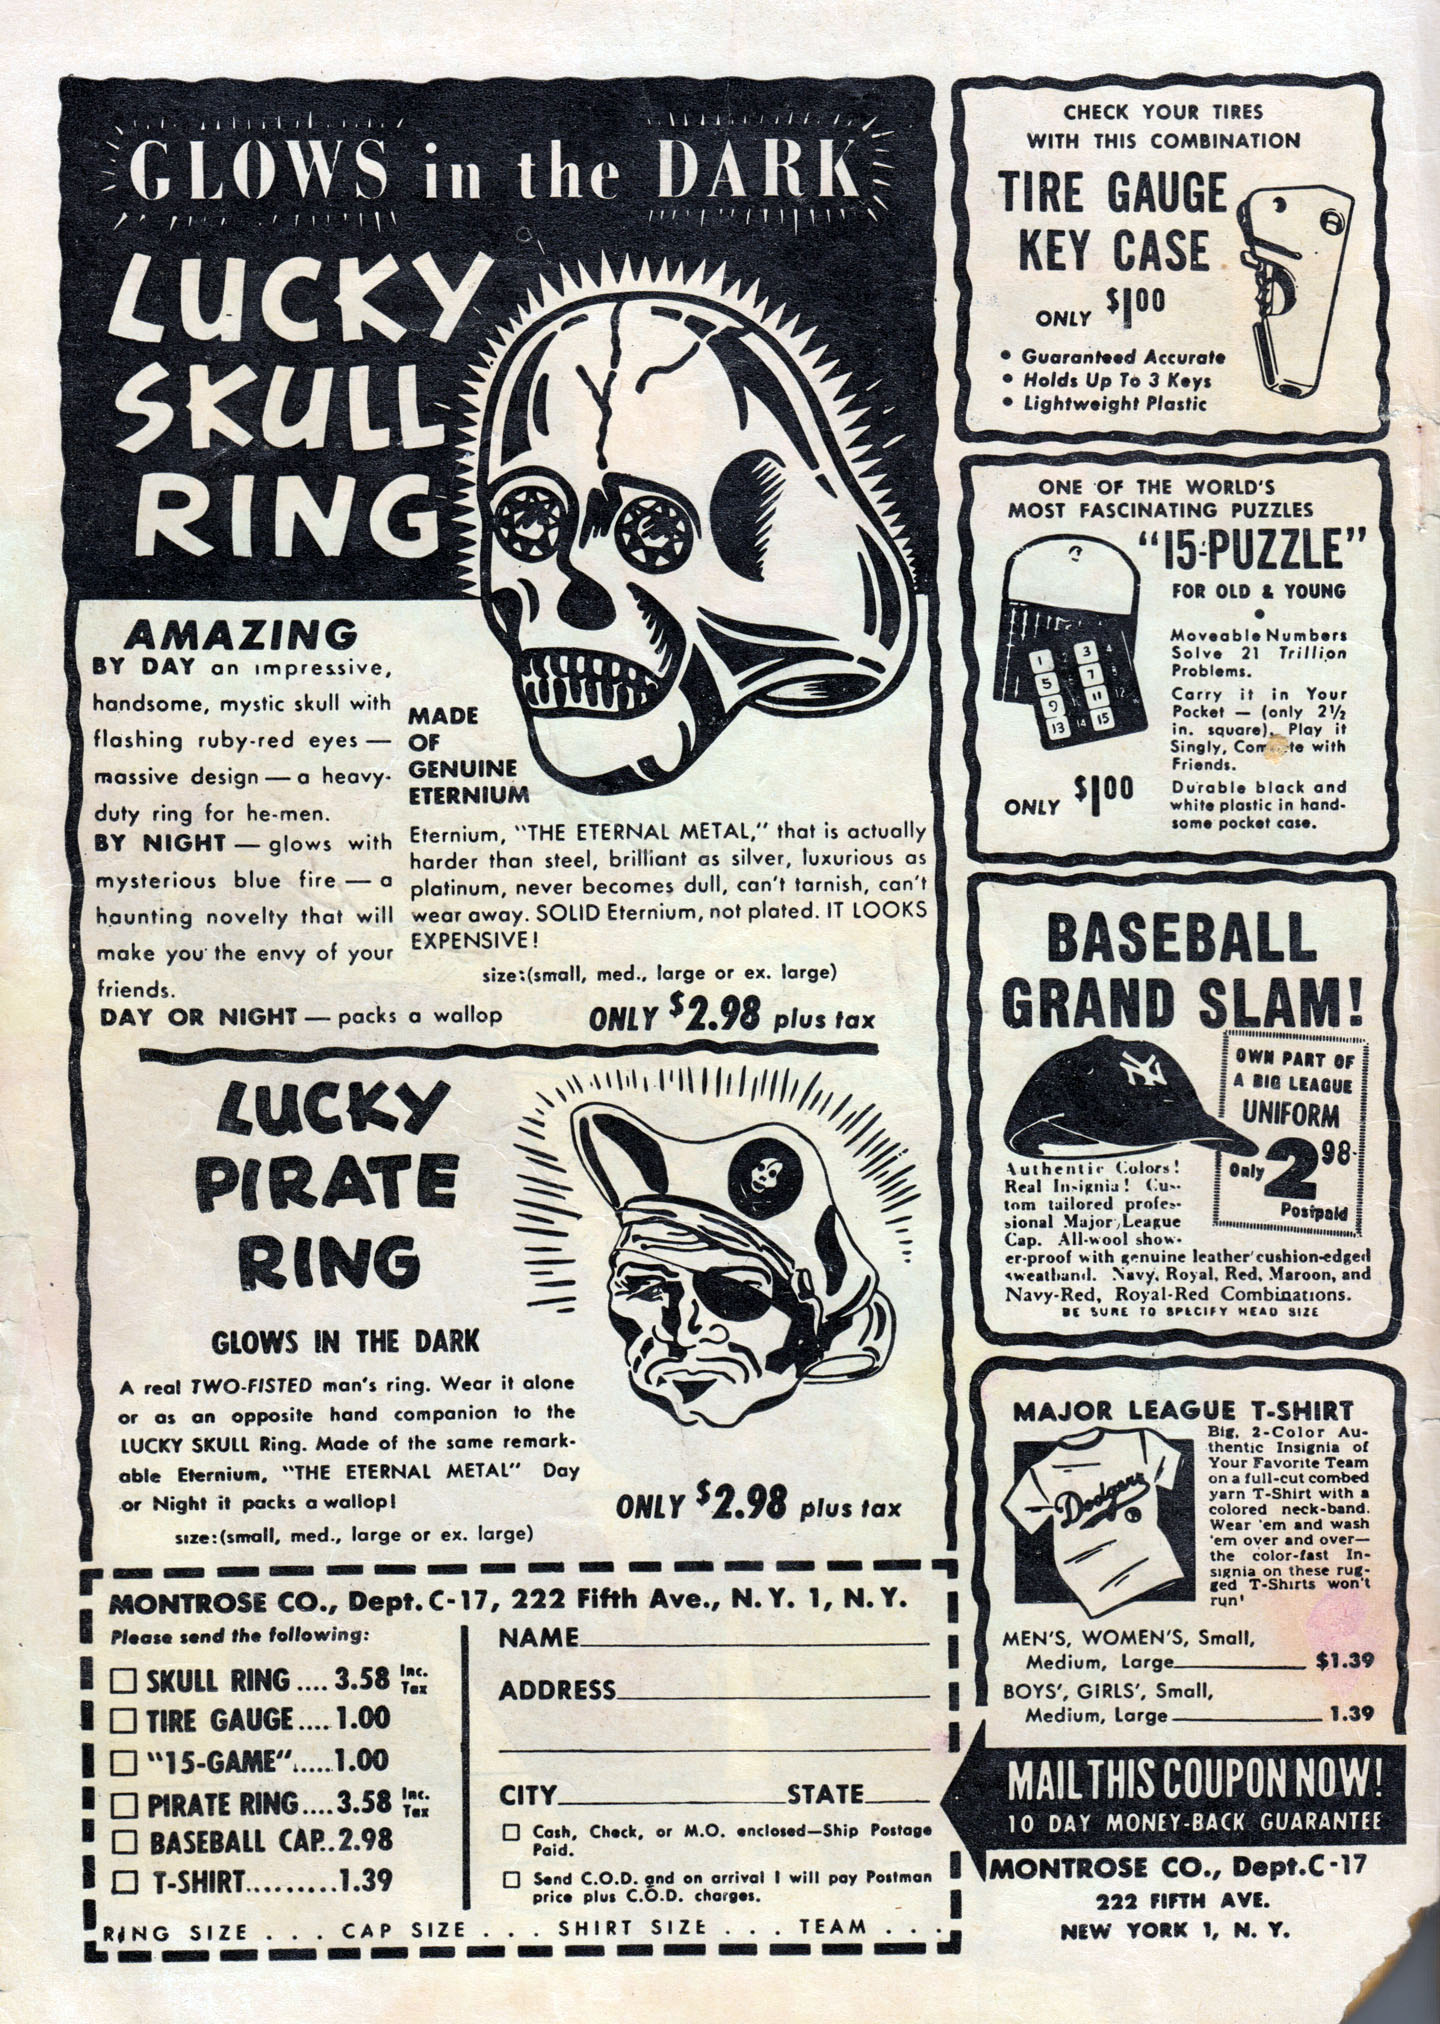 GLOWS in the DARK
LUCKY
SKULL
RING
AMAZING
BY DAY an impressive,
handsome, mystic skull with
flashing ruby-red eyes —
massive design — a heavy-
duty ring for he-men.
BY NIGHT — glows with
mysterious blue fire — a
haunting novelty that will
make you the envy of your
friends.
DAY OR NIGHT — packs a wallop
MADE
OF
GENUINE
ETERNIUM
Eternium, "THE ETERNAL METAL," that is actually
harder than steel, brilliant as silver, luxurious as
platinum, never becomes dull, can't tarnish, can't
wear away. SOLID Eternium, not plated. IT LOOKS
EXPENSIVE!
size:(small, med., large or ex. large)
ONLY $2.98 plus tax
LUCKY
PIRATE
RING
GLOWS IN THE DARK
A real TWO-FISTED man's ring. Wear it alone
or as an opposite hand companion to the
LUCKY SKULL Ring. Made of the same remark-
able Eternium, "THE ETERNAL METAL" Day
or Night it packs a wallop!
size:(small, med., large or ex. large)
ONLY $2.98 plus tax
MONTROSE CO., Dept. C-17, 222 Fifth Ave., N. Y. 1, N. Y.
Please send the following:
SKULL RING .... 3.58 Inc. Tax
TIRE GAUGE .... 1.00
"15-GAME" ..... 1.00
PIRATE RING .... 3.58 Inc. Tax
BASEBALL CAP.. 2.98
T-SHIRT.......... 1.39
NAME
ADDRESS
CITY STATE
Cash, Check, or M.O. enclosed—Ship Postage
Paid.
Send C.O.D. and on arrival I will pay Postman
price plus C.O.D. charges.
RING SIZE . . . CAP SIZE . . . SHIRT SIZE . . . TEAM . . .
CHECK YOUR TIRES
WITH THIS COMBINATION
TIRE GAUGE
KEY CASE
ONLY $1.00
• Guaranteed Accurate
• Holds Up To 3 Keys
• Lightweight Plastic
ONE OF THE WORLD'S
MOST FASCINATING PUZZLES
"15-PUZZLE"
FOR OLD & YOUNG
•
Moveable Numbers
Solve 21 Trillion
Problems.
Carry it in Your
Pocket — (only 2½
in. square). Play it
Singly, with
Friends.
Durable black and
white plastic in hand-
some pocket case.
1 3 4
5 7 8
9 11 12
13 14 15
ONLY $1.00
BASEBALL
GRAND SLAM!
NY
OWN PART OF
A BIG LEAGUE
UNIFORM
Only 2.98
Postpaid
Authentic Colors!
Real Insignia! Cus-
tom tailored profes-
sional Major League
Cap. All-wool show-
er-proof with genuine leather cushion-edged
sweatband. Navy, Royal, Red, Maroon, and
Navy-Red, Royal-Red Combinations.
BE SURE TO SPECIFY HEAD SIZE
MAJOR LEAGUE T-SHIRT
Dodgers
Big, 2-Color Au-
thentic Insignia of
Your Favorite Team
on a full-cut combed
yarn T-Shirt with a
colored neck-band.
Wear 'em and wash
'em over and over—
the color-fast In-
signia on these rug-
ged T-Shirts won't
run'
MEN'S, WOMEN'S, Small,
Medium, Large $1.39
BOYS', GIRLS', Small,
Medium, Large 1.39
MAIL THIS COUPON NOW!
10 DAY MONEY-BACK GUARANTEE
MONTROSE CO., Dept. C-17
222 FIFTH AVE.
NEW YORK 1, N. Y.